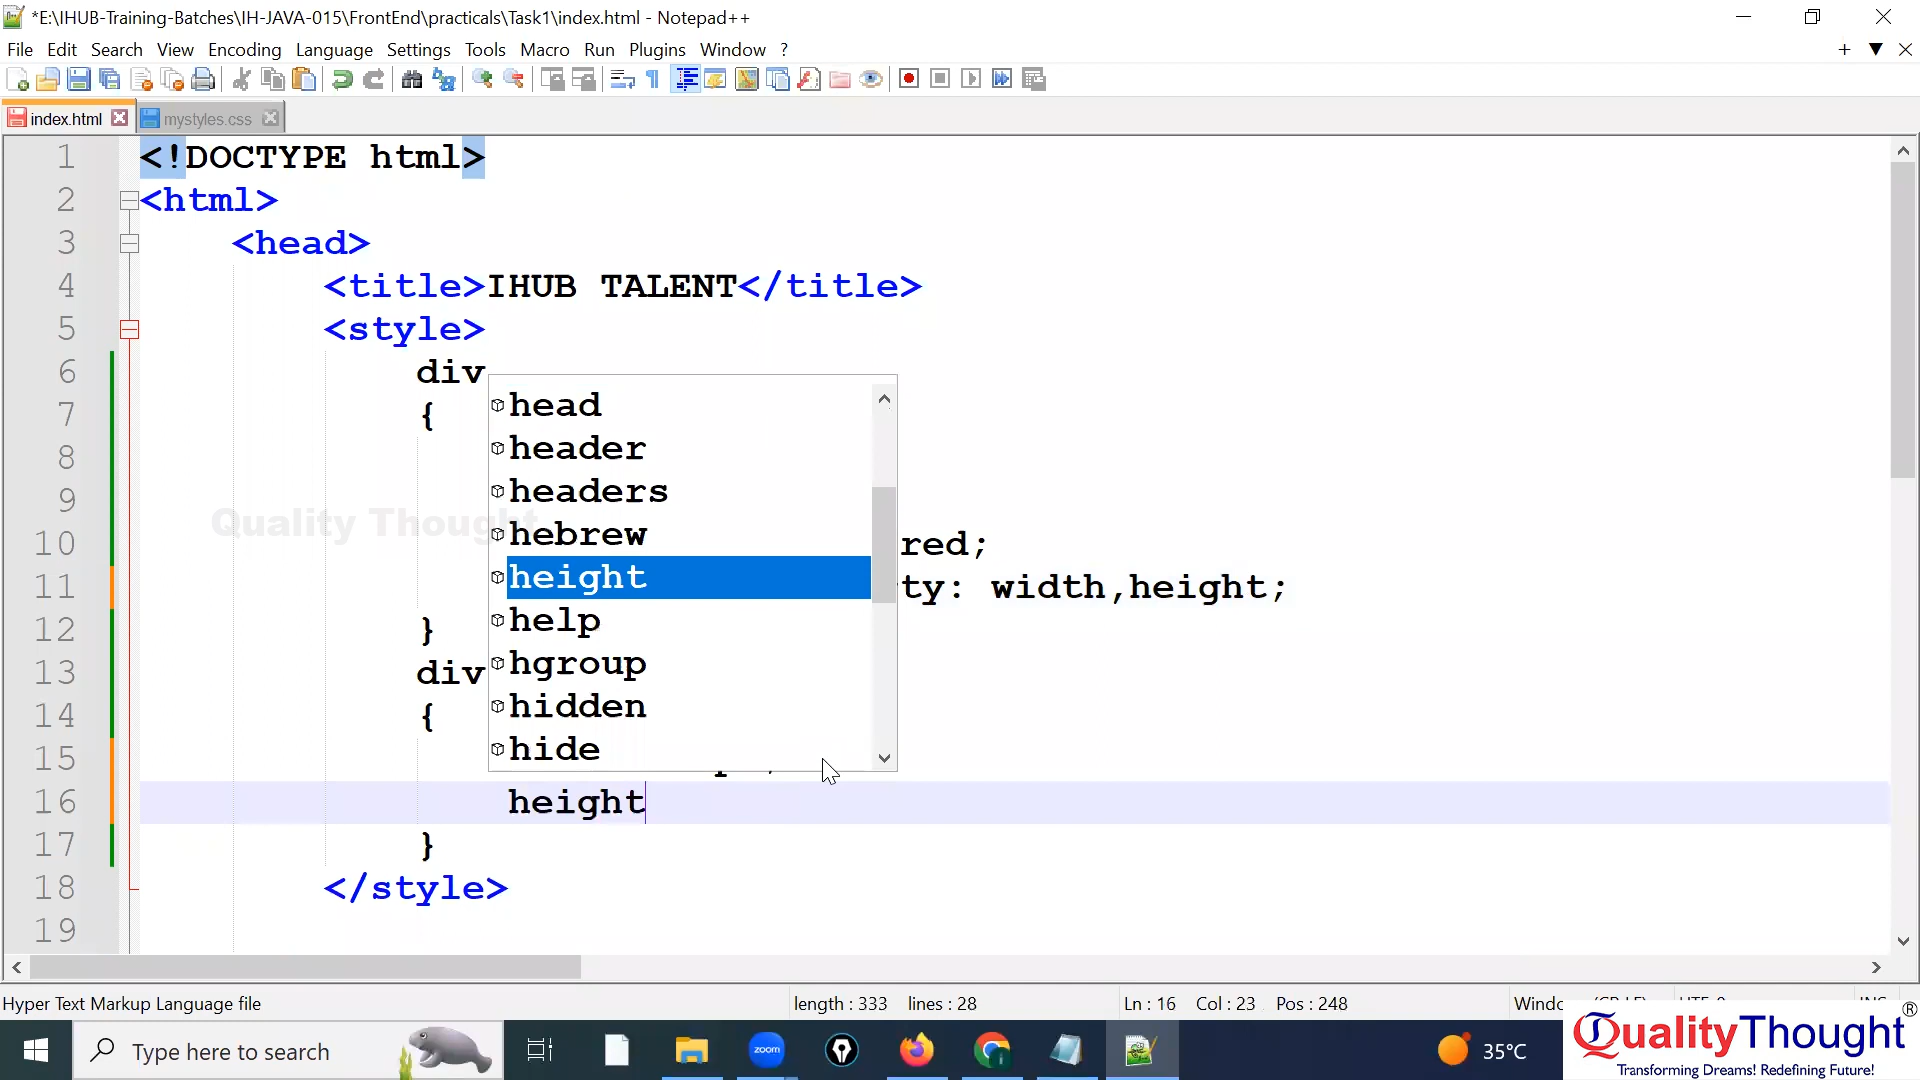 *E:\IHUB-Training-Batches\IH-JAVA-015\FrontEnd\practicals\Task1\index.html - Notepad++
File Edit Search View Encoding Language Settings Tools Macro Run Plugins Window ?
index.html mystyles.css
1 <!DOCTYPE html>
2 <html>
3 <head>
4 <title>IHUB TALENT</title>
5 <style>
6 div
7 {
8
9
10 red;
11 ty: width,height;
12 }
13 div
14 {
15
16 height
17 }
18 </style>
19
head
header
headers
hebrew
height
help
hgroup
hidden
hide
Quality Thought
Hyper Text Markup Language file length : 333 lines : 28 Ln : 16 Col : 23 Pos : 248
Type here to search
zoom
35°C
QualityThought ®
Transforming Dreams! Redefining Future!